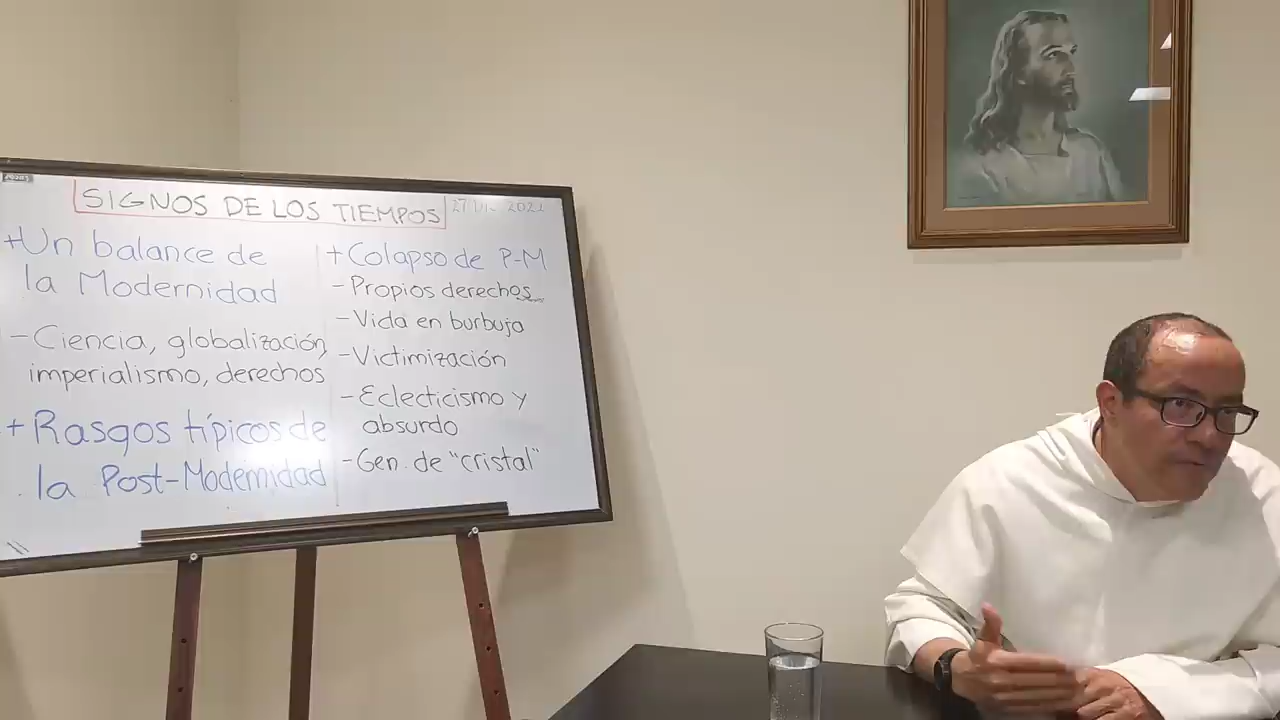 SIGNOS DE LOS TIEMPOS
+Un balance de
la Modernidad
- Ciencia, globalización,
imperialismo, derechos
+ Rasgos típicos de
la Post-Modernidad
+Colapso de P-M
- Propios derechos
- Vida en burbuja
- Victimización
- Eclecticismo y
absurdo
- Gen. de "cristal"